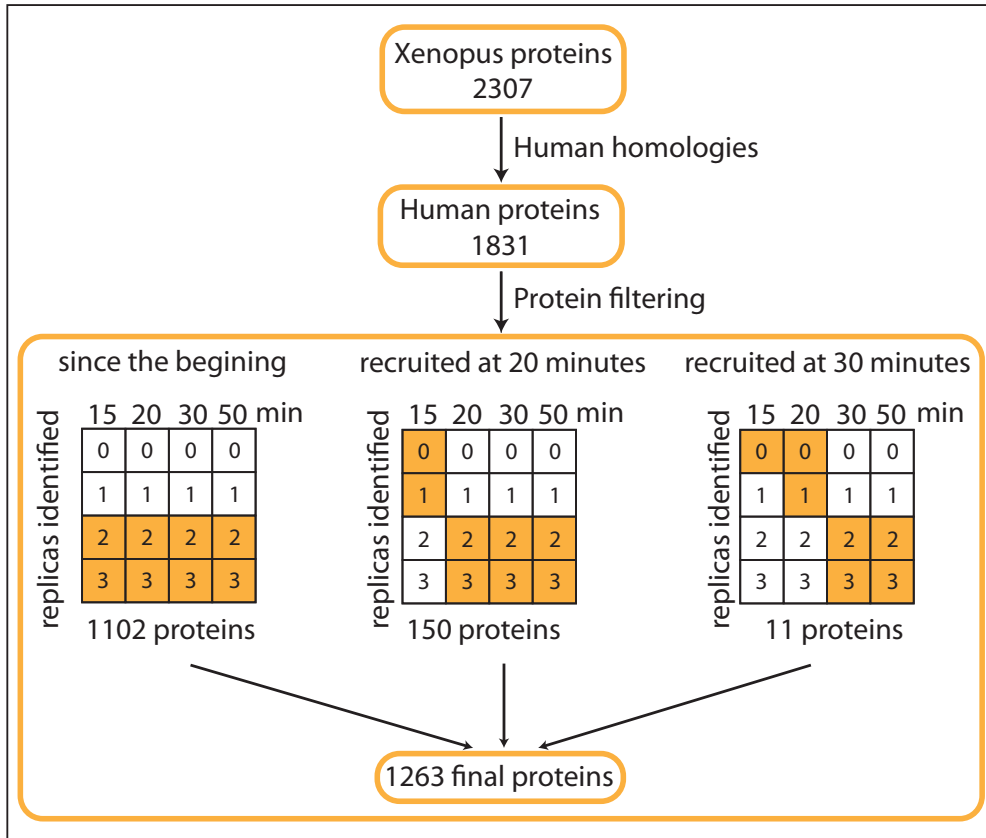 Xenopus proteins
2307
Human homologies
Human proteins
1831
Protein filtering
since the begining
15 20 30 50 min
replicas identified
0 0 0 0
1 1 1 1
2 2 2 2
3 3 3 3
1102 proteins
recruited at 20 minutes
15 20 30 50 min
replicas identified
0 0 0 0
1 1 1 1
2 2 2 2
3 3 3 3
150 proteins
recruited at 30 minutes
15 20 30 50 min
replicas identified
0 0 0 0
1 1 1 1
2 2 2 2
3 3 3 3
11 proteins
1263 final proteins